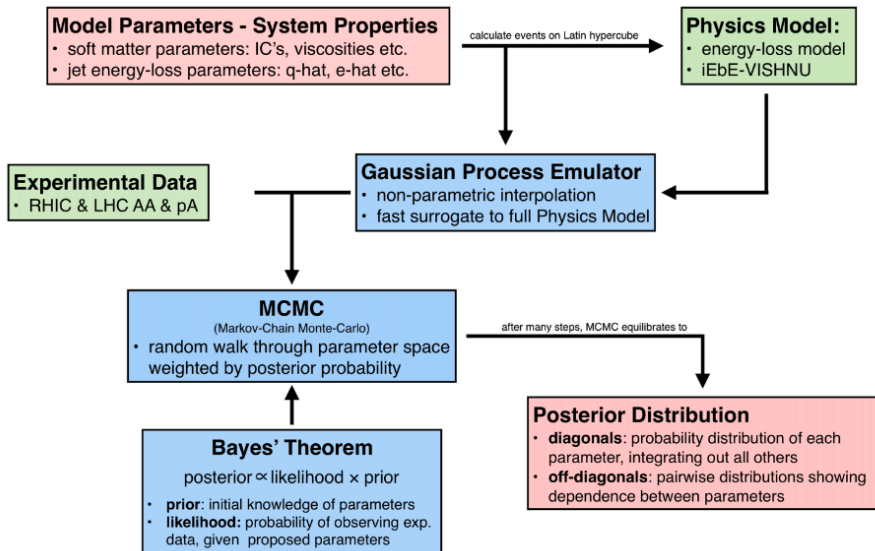 Model Parameters - System Properties
• soft matter parameters: IC's, viscosities etc.
• jet energy-loss parameters: q-hat, e-hat etc.
calculate events on Latin hypercube
Physics Model:
• energy-loss model
• iEbE-VISHNU
Gaussian Process Emulator
• non-parametric interpolation
• fast surrogate to full Physics Model
Experimental Data
• RHIC & LHC AA & pA
MCMC
(Markov-Chain Monte-Carlo)
• random walk through parameter space
weighted by posterior probability
after many steps, MCMC equilibrates to
Posterior Distribution
• diagonals: probability distribution of each
parameter, integrating out all others
• off-diagonals: pairwise distributions showing
dependence between parameters
Bayes' Theorem
posterior ∝ likelihood × prior
• prior: initial knowledge of parameters
• likelihood: probability of observing exp.
data, given proposed parameters